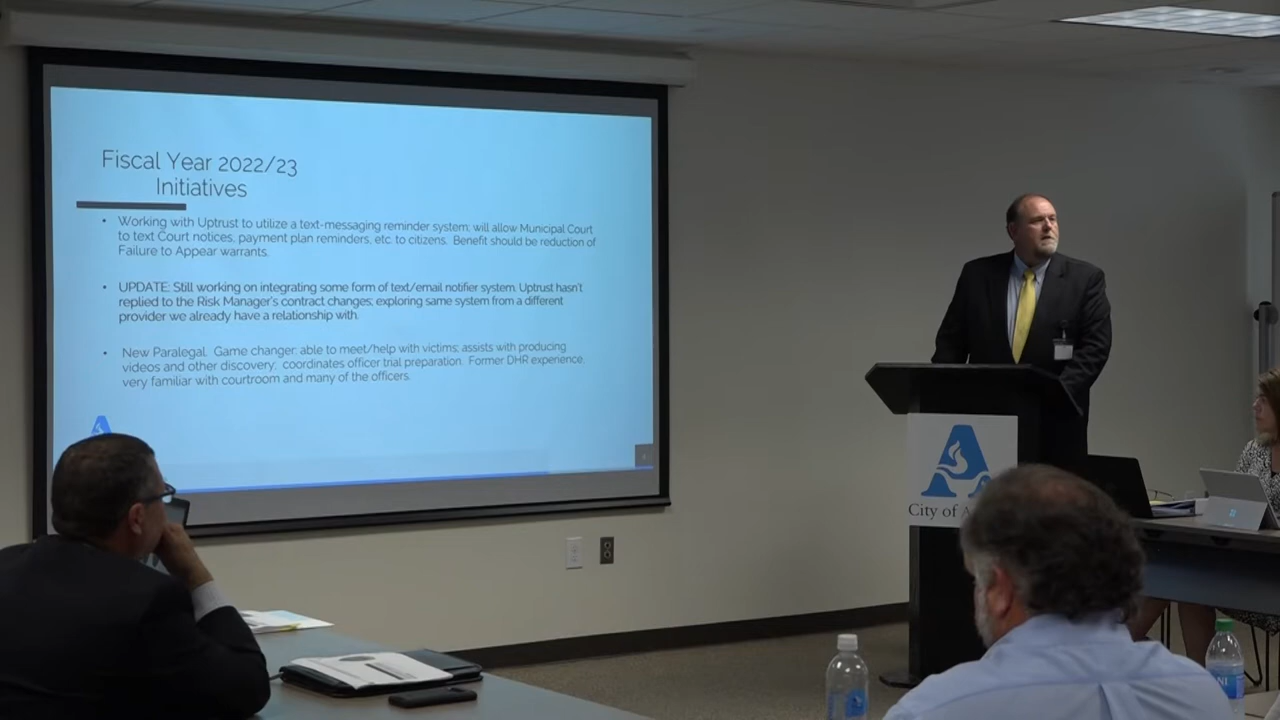 Fiscal Year 2022/23
Initiatives
• Working with Uptrust to utilize a text-messaging reminder system; will allow Municipal Court
to text Court notices, payment plan reminders, etc. to citizens. Benefit should be reduction of
Failure to Appear warrants.
• UPDATE: Still working on integrating some form of text/email notifier system. Uptrust hasn't
replied to the Risk Manager's contract changes; exploring same system from a different
provider we already have a relationship with.
• New Paralegal. Game changer; able to meet/help with victims; assists with producing
videos and other discovery; coordinates officer trial preparation. Former DHR experience,
very familiar with courtroom and many of the officers.
City of A